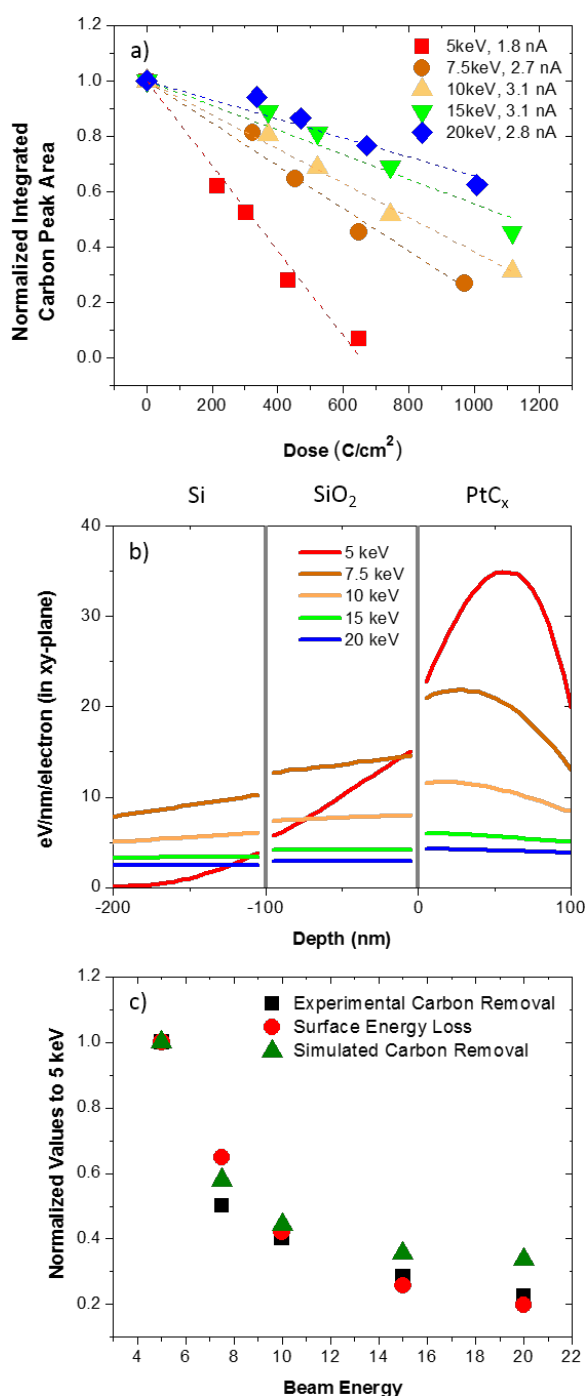 a)
5keV, 1.8 nA
7.5keV, 2.7 nA
10keV, 3.1 nA
15keV, 3.1 nA
20keV, 2.8 nA
Normalized Integrated
Carbon Peak Area
1.2
1.0
0.8
0.6
0.4
0.2
0.0
0 200 400 600 800 1000 1200
Dose (C/cm²)
Si SiO₂ PtCₓ
b)
5 keV
7.5 keV
10 keV
15 keV
20 keV
eV/nm/electron (in xy-plane)
40
30
20
10
0
-200 -100 0 100
Depth (nm)
c)
Experimental Carbon Removal
Surface Energy Loss
Simulated Carbon Removal
Normalized Values to 5 keV
1.2
1.0
0.8
0.6
0.4
0.2
4 6 8 10 12 14 16 18 20 22
Beam Energy